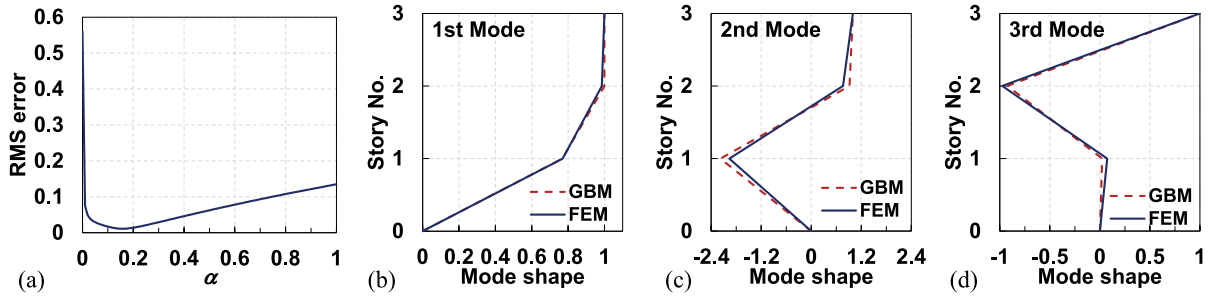 0.6
0.5
0.4
0.3
0.2
0.1
0
RMS error
0 0.2 0.4 0.6 0.8 1
α
(a)
1st Mode
3
2
1
0
Story No.
GBM
FEM
0 0.2 0.4 0.6 0.8 1
Mode shape
(b)
2nd Mode
3
2
1
0
Story No.
GBM
FEM
-2.4 -1.2 0 1.2 2.4
Mode shape
(c)
3rd Mode
3
2
1
0
Story No.
GBM
FEM
-1 -0.5 0 0.5 1
Mode shape
(d)